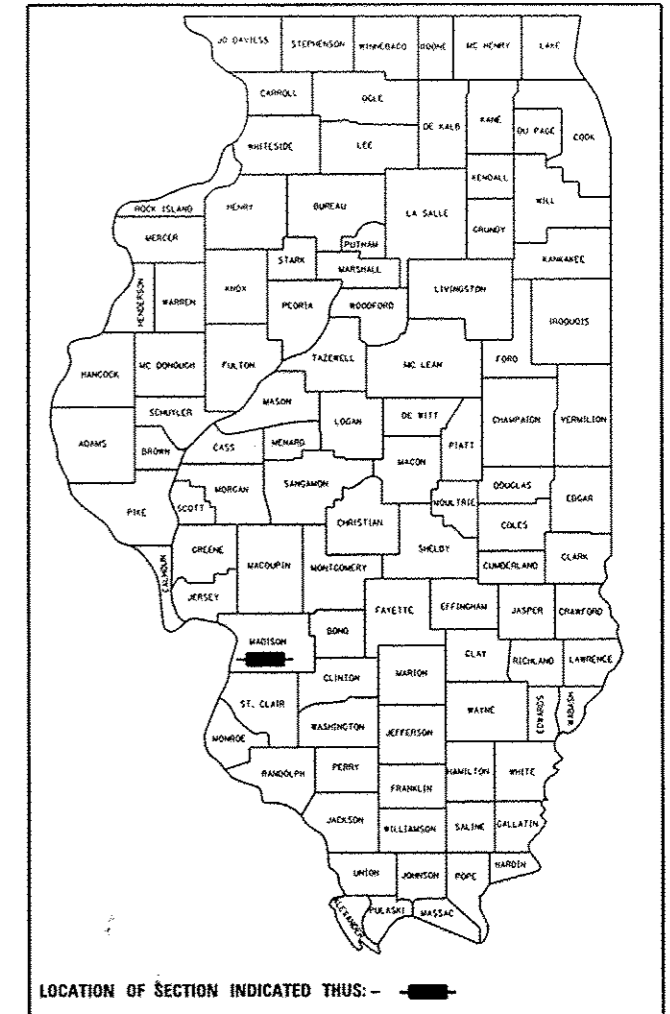 JO DAVIESS STEPHENSON WINNEBAGO BOONE MC HENRY LAKE
CARROLL OGLE DE KALB KANE DU PAGE COOK
WHITESIDE LEE KENDALL WILL
ROCK ISLAND HENRY BUREAU LA SALLE GRUNDY
MERCER PUTNAM KANKAKEE
STARK MARSHALL
HENDERSON WARREN KNOX PEORIA WOODFORD LIVINGSTON IROQUOIS
HANCOCK MC DONOUGH FULTON TAZEWELL MC LEAN FORD
SCHUYLER MASON LOGAN DE WITT CHAMPAIGN VERMILION
ADAMS BROWN CASS MENARD PIATT
MACON
PIKE SCOTT MORGAN SANGAMON MOULTRIE DOUGLAS EDGAR
CHRISTIAN COLES
CALHOUN GREENE MACOUPIN MONTGOMERY SHELBY CUMBERLAND CLARK
JERSEY FAYETTE EFFINGHAM JASPER CRAWFORD
MADISON BOND CLAY RICHLAND LAWRENCE
CLINTON MARION
ST. CLAIR WAYNE EDWARDS WABASH
MONROE WASHINGTON JEFFERSON
RANDOLPH PERRY HAMILTON WHITE
FRANKLIN
JACKSON WILLIAMSON SALINE GALLATIN
UNION JOHNSON POPE HARDIN
ALEXANDER PULASKI MASSAC
LOCATION OF SECTION INDICATED THUS: -